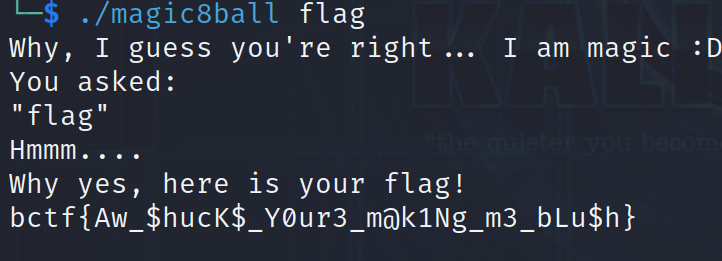 └─$ ./magic8ball flag
Why, I guess you're right... I am magic :D
You asked:
"flag"
Hmmm....
Why yes, here is your flag!
bctf{Aw_$hucK$_Y0ur3_m@k1Ng_m3_bLu$h}
KALI
"the quieter you become